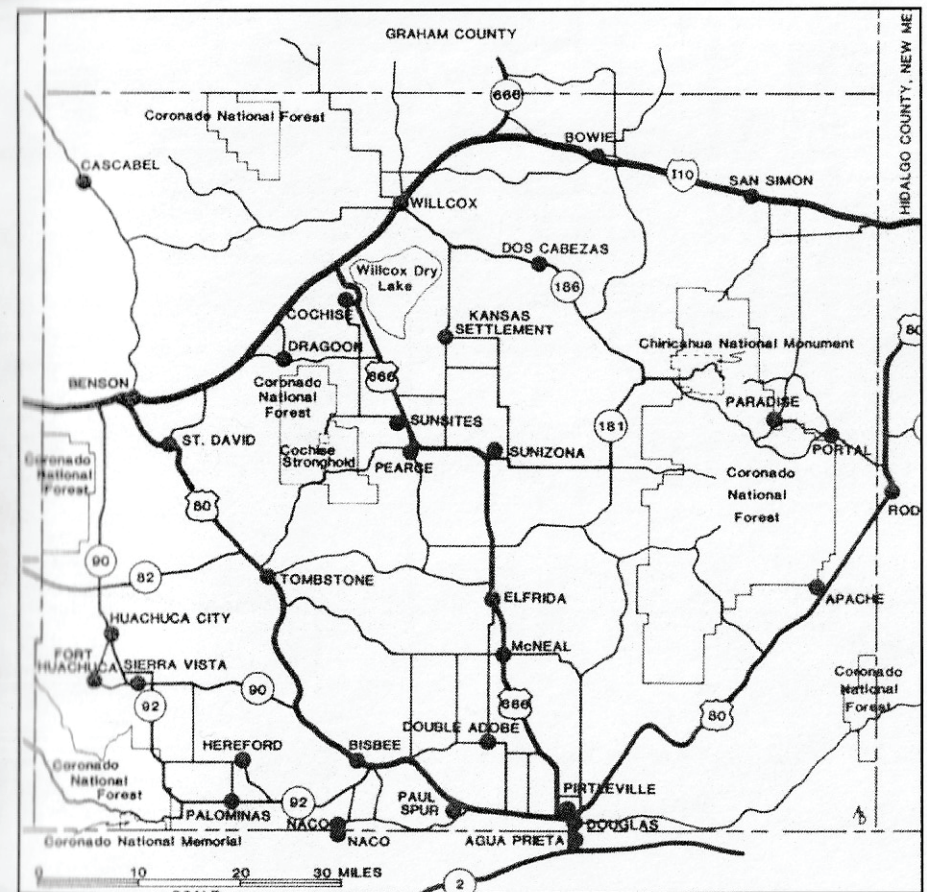 GRAHAM COUNTY
HIDALGO COUNTY, NEW ME
666
Coronado National Forest
BOWIE
CASCABEL
I10
SAN SIMON
WILLCOX
DOS CABEZAS
Willcox Dry
Lake
186
COCHISE
KANSAS
SETTLEMENT
80
DRAGOON
Chiricahua National Monument
666
BENSON
Coronado
National
Forest
PARADISE
SUNSITES
181
ST. DAVID
Cochise
Stronghold
PEARCE
SUNIZONA
PORTAL
Coronado
National
Forest
Coronado
National
Forest
80
ROD
90
82
TOMBSTONE
ELFRIDA
APACHE
HUACHUCA CITY
McNEAL
FORT
HUACHUCA
SIERRA VISTA
90
Coronado
National
Forest
92
666
80
DOUBLE ADOBE
HEREFORD
BISBEE
Coronado
National
Forest
PIRTLEVILLE
92
PAUL
SPUR
PALOMINAS
NACO
DOUGLAS
Coronado National Memorial
NACO
AGUA PRIETA
0 10 20 30 MILES
SCALE
2